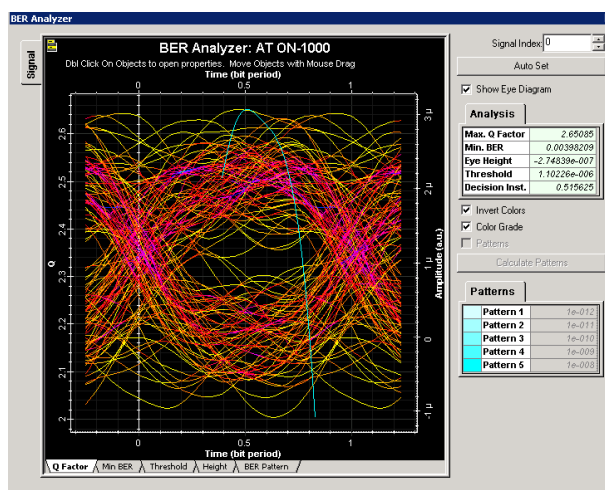 BER Analyzer
Signal
BER Analyzer: AT ON-1000
Dbl Click On Objects to open properties. Move Objects with Mouse Drag
Time (bit period)
0 0.5 1
Q
2.6
2.5
2.4
2.3
2.2
2.1
2
Amplitude (a.u.)
3 µ
2 µ
1 µ
0
-1 µ
0 0.5 1
Time (bit period)
Q Factor Min BER Threshold Height BER Pattern
Signal Index: 0
Auto Set
Show Eye Diagram
Analysis
Max. Q Factor 2.65085
Min. BER 0.00398209
Eye Height -2.74839e-007
Threshold 1.10226e-006
Decision Inst. 0.515625
Invert Colors
Color Grade
Patterns
Calculate Patterns
Patterns
Pattern 1 1e-012
Pattern 2 1e-011
Pattern 3 1e-010
Pattern 4 1e-009
Pattern 5 1e-008